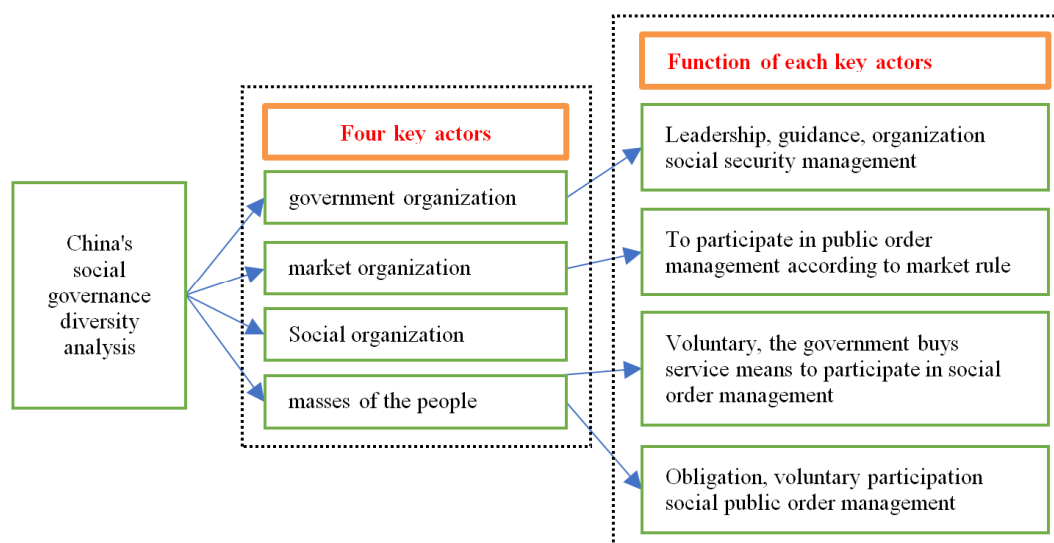 China's
social
governance
diversity
analysis
Four key actors
government organization
market organization
Social organization
masses of the people
Function of each key actors
Leadership, guidance, organization
social security management
To participate in public order
management according to market rule
Voluntary, the government buys
service means to participate in social
order management
Obligation, voluntary participation
social public order management